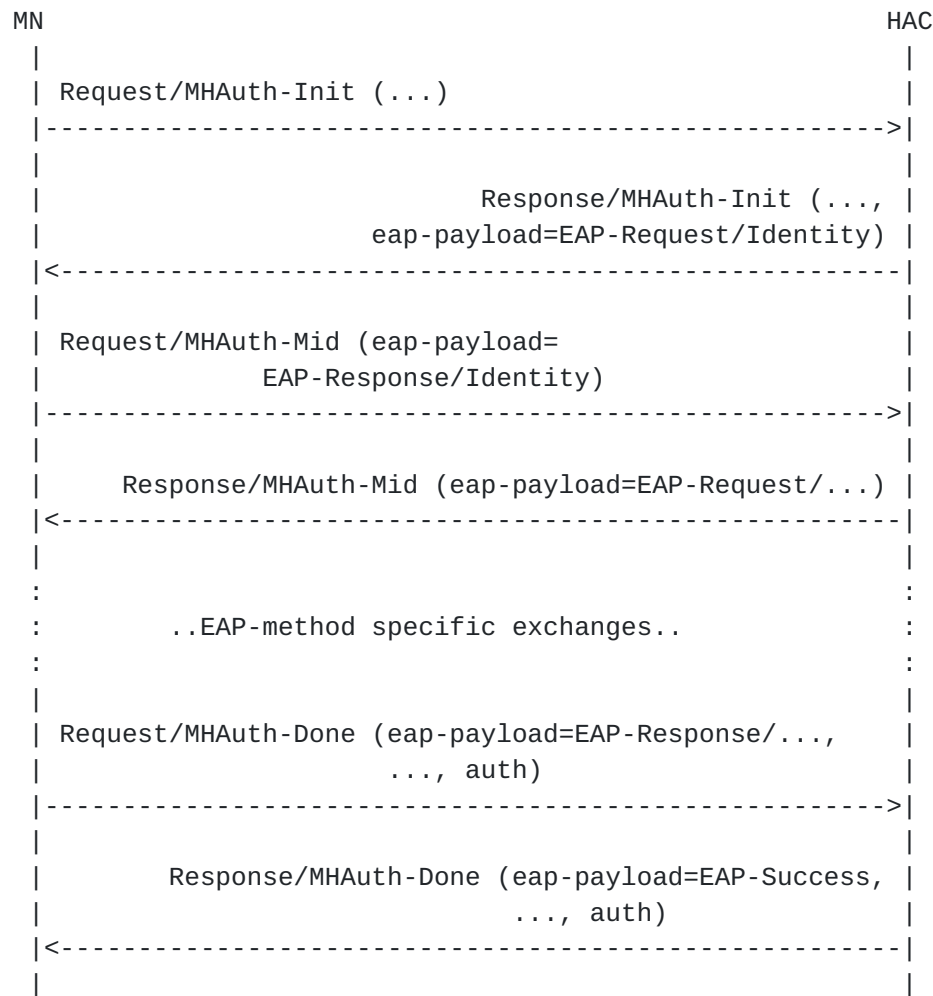 MN HAC
Request/MHAuth-Init (...)
Response/MHAuth-Init (...,
eap-payload=EAP-Request/Identity)
Request/MHAuth-Mid (eap-payload=
EAP-Response/Identity)
Response/MHAuth-Mid (eap-payload=EAP-Request/...)
..EAP-method specific exchanges..
Request/MHAuth-Done (eap-payload=EAP-Response/...,
..., auth)
Response/MHAuth-Done (eap-payload=EAP-Success,
..., auth)